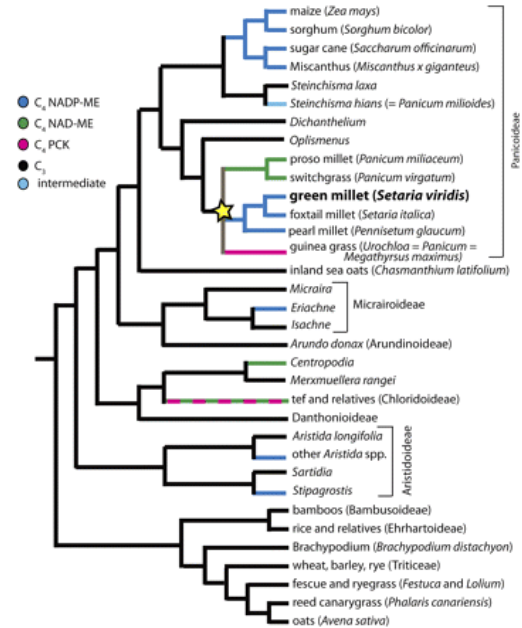 maize (Zea mays)
sorghum (Sorghum bicolor)
sugar cane (Saccharum officinarum)
Miscanthus (Miscanthus x giganteus)
Steinchisma laxa
Steinchisma hians (= Panicum milioides)
Dichanthelium
Oplismenus
proso millet (Panicum miliaceum)
switchgrass (Panicum virgatum)
green millet (Setaria viridis)
foxtail millet (Setaria italica)
pearl millet (Pennisetum glaucum)
guinea grass (Urochloa = Panicum =
Megathyrsus maximus)
inland sea oats (Chasmanthium latifolium)
Panicoideae
C₄ NADP-ME
C₄ NAD-ME
C₄ PCK
C₃
intermediate
Micraira
Eriachne
Isachne
Micrairoideae
Arundo donax (Arundinoideae)
Centropodia
Merxmuellera rangei
tef and relatives (Chloridoideae)
Danthonioideae
Aristida longifolia
other Aristida spp.
Sartidia
Stipagrostis
Aristidoideae
bamboos (Bambusoideae)
rice and relatives (Ehrhartoideae)
Brachypodium (Brachypodium distachyon)
wheat, barley, rye (Triticeae)
fescue and ryegrass (Festuca and Lolium)
reed canarygrass (Phalaris canariensis)
oats (Avena sativa)